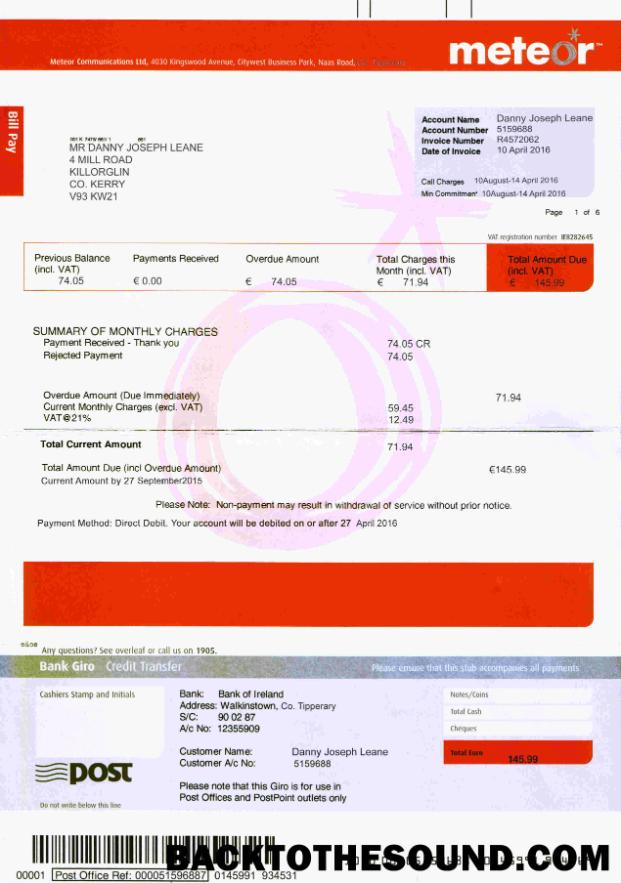 meteor™
Meteor Communications Ltd, 4030 Kingswood Avenue, Citywest Business Park, Naas Road, Co. Tipperary
Bill Pay
MR DANNY JOSEPH LEANE
4 MILL ROAD
KILLORGLIN
CO. KERRY
V93 KW21
Account Name Danny Joseph Leane
Account Number 5159688
Invoice Number R4572062
Date of Invoice 10 April 2016
Call Charges 10August-14 April 2016
Min Commitment 10August-14 April 2016
Page 1 of 6
VAT registration number IE8282645
Previous Balance Payments Received Overdue Amount Total Charges this Total Amount Due
(incl. VAT) Month (incl. VAT) (incl. VAT)
74.05 € 0.00 € 74.05 € 71.94 € 145.99
SUMMARY OF MONTHLY CHARGES
Payment Received - Thank you 74.05 CR
Rejected Payment 74.05
Overdue Amount (Due Immediately) 71.94
Current Monthly Charges (excl. VAT) 59.45
VAT@21% 12.49
Total Current Amount 71.94
Total Amount Due (incl Overdue Amount) €145.99
Current Amount by 27 September2015
Please Note: Non-payment may result in withdrawal of service without prior notice.
Payment Method: Direct Debit. Your account will be debited on or after 27 April 2016
Any questions? See overleaf or call us on 1905.
Bank Giro Credit Transfer Please ensure that this stub accompanies all payments
Cashiers Stamp and Initials
Bank: Bank of Ireland
Address: Walkinstown, Co. Tipperary
S/C: 90 02 87
A/c No: 12355909
Customer Name: Danny Joseph Leane
Customer A/c No: 5159688
Please note that this Giro is for use in
Post Offices and PostPoint outlets only
Notes/Coins
Total Cash
Cheques
Total Euro 145.99
post
Do not write below this line
BACKTOTHESOUND.COM
00001 Post Office Ref: 000051596887 0145991 934531